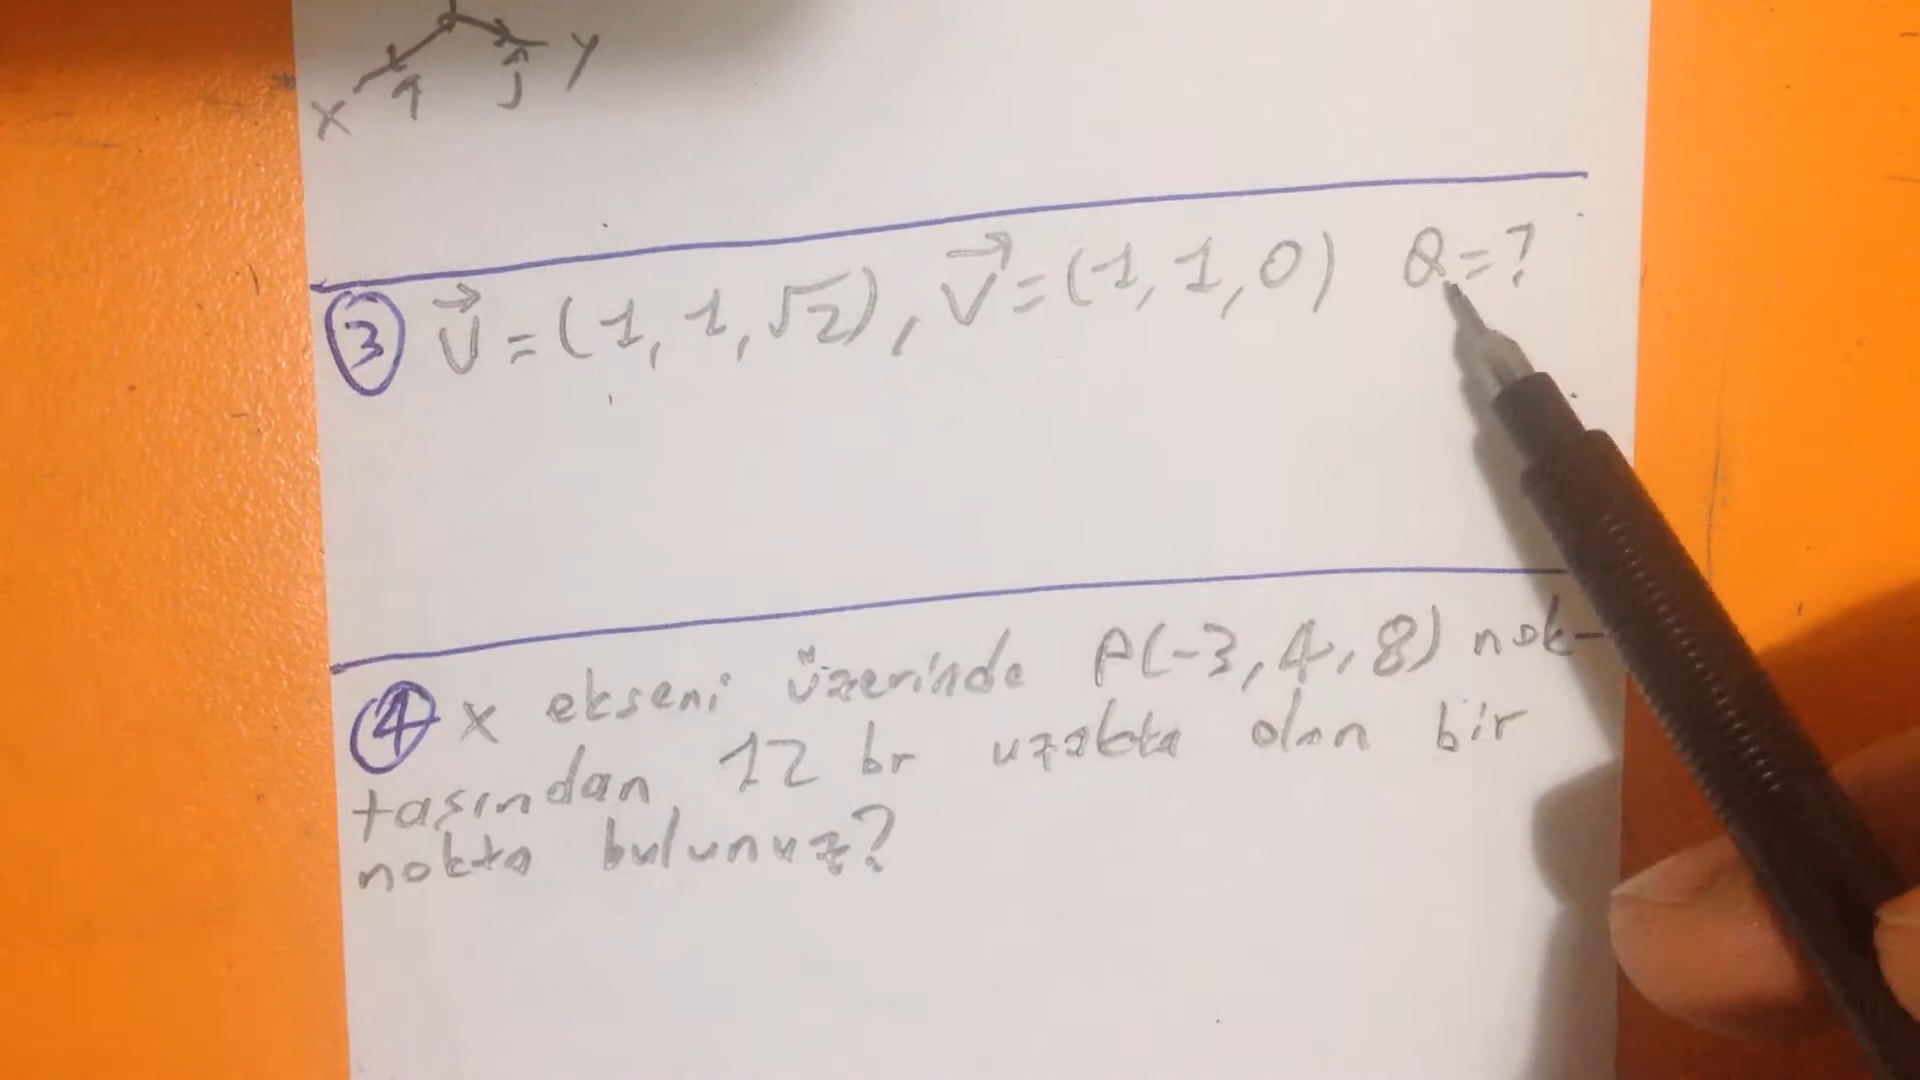 X Y
③ U⃗ = (1, 1, √2), V⃗ = (1, 1, 0) Q = ?
④ x ekseni üzerinde P(-3, 4, 8) nok-
tasından 12 br uzakta olan bir
nokta bulunuz?